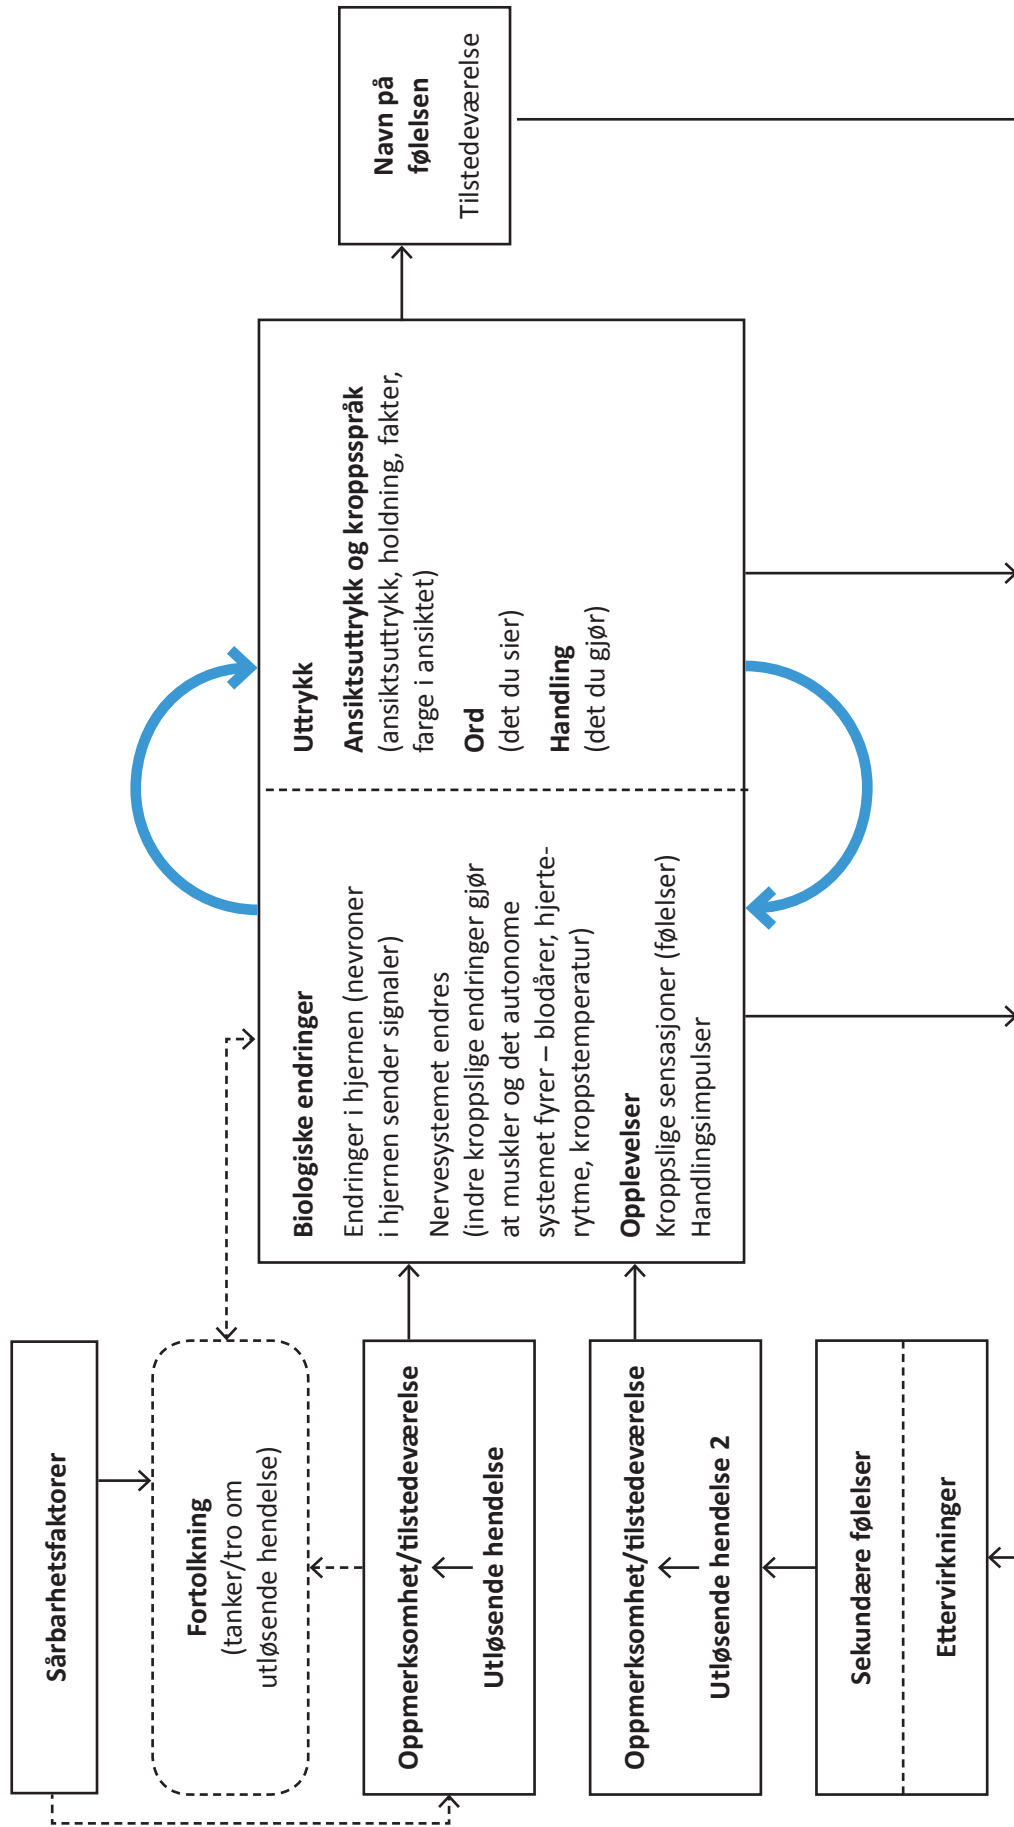 Sårbarhetsfaktorer
Fortolkning
(tanker/tro om
utløsende hendelse)
Oppmerksomhet/tilstedeværelse
Utløsende hendelse
Oppmerksomhet/tilstedeværelse
Utløsende hendelse 2
Sekundære følelser
Ettervirkninger
Biologiske endringer
Endringer i hjernen (nevroner
i hjernen sender signaler)
Nervesystemet endres
(indre kroppslige endringer gjør
at muskler og det autonome
systemet fyrer – blodårer, hjerte-
rytme, kroppstemperatur)
Opplevelser
Kroppslige sensasjoner (følelser)
Handlingsimpulser
Uttrykk
Ansiktsuttrykk og kroppsspråk
(ansiktsuttrykk, holdning, fakter,
farge i ansiktet)
Ord
(det du sier)
Handling
(det du gjør)
Navn på
følelsen
Tilstedeværelse